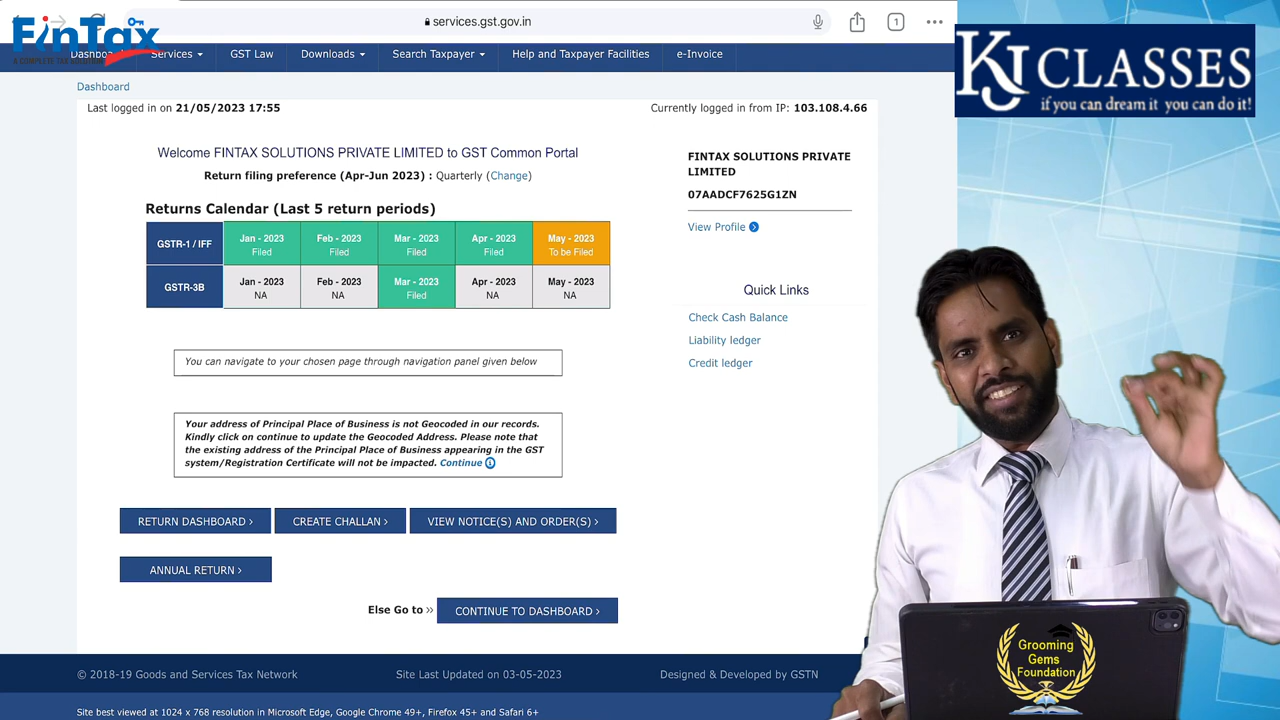 FinTax
A COMPLETE TAX SOLUTION
services.gst.gov.in
1
Dashboa
Services
GST Law
Downloads
Search Taxpayer
Help and Taxpayer Facilities
e-Invoice
KJ CLASSES
if you can dream it you can do it!
Dashboard
Last logged in on 21/05/2023 17:55
Currently logged in from IP: 103.108.4.66
Welcome FINTAX SOLUTIONS PRIVATE LIMITED to GST Common Portal
Return filing preference (Apr-Jun 2023) : Quarterly (Change)
FINTAX SOLUTIONS PRIVATE
LIMITED
07AADCF7625G1ZN
View Profile
Returns Calendar (Last 5 return periods)
GSTR-1 / IFF
Jan - 2023
Filed
Feb - 2023
Filed
Mar - 2023
Filed
Apr - 2023
Filed
May - 2023
To be Filed
GSTR-3B
Jan - 2023
NA
Feb - 2023
NA
Mar - 2023
Filed
Apr - 2023
NA
May - 2023
NA
Quick Links
Check Cash Balance
Liability ledger
Credit ledger
You can navigate to your chosen page through navigation panel given below
Your address of Principal Place of Business is not Geocoded in our records.
Kindly click on continue to update the Geocoded Address. Please note that
the existing address of the Principal Place of Business appearing in the GST
system/Registration Certificate will not be impacted. Continue
RETURN DASHBOARD >
CREATE CHALLAN >
VIEW NOTICE(S) AND ORDER(S) >
ANNUAL RETURN >
Else Go to »
CONTINUE TO DASHBOARD >
Grooming
Gems
Foundation
© 2018-19 Goods and Services Tax Network
Site Last Updated on 03-05-2023
Designed & Developed by GSTN
Site best viewed at 1024 x 768 resolution in Microsoft Edge, Google Chrome 49+, Firefox 45+ and Safari 6+